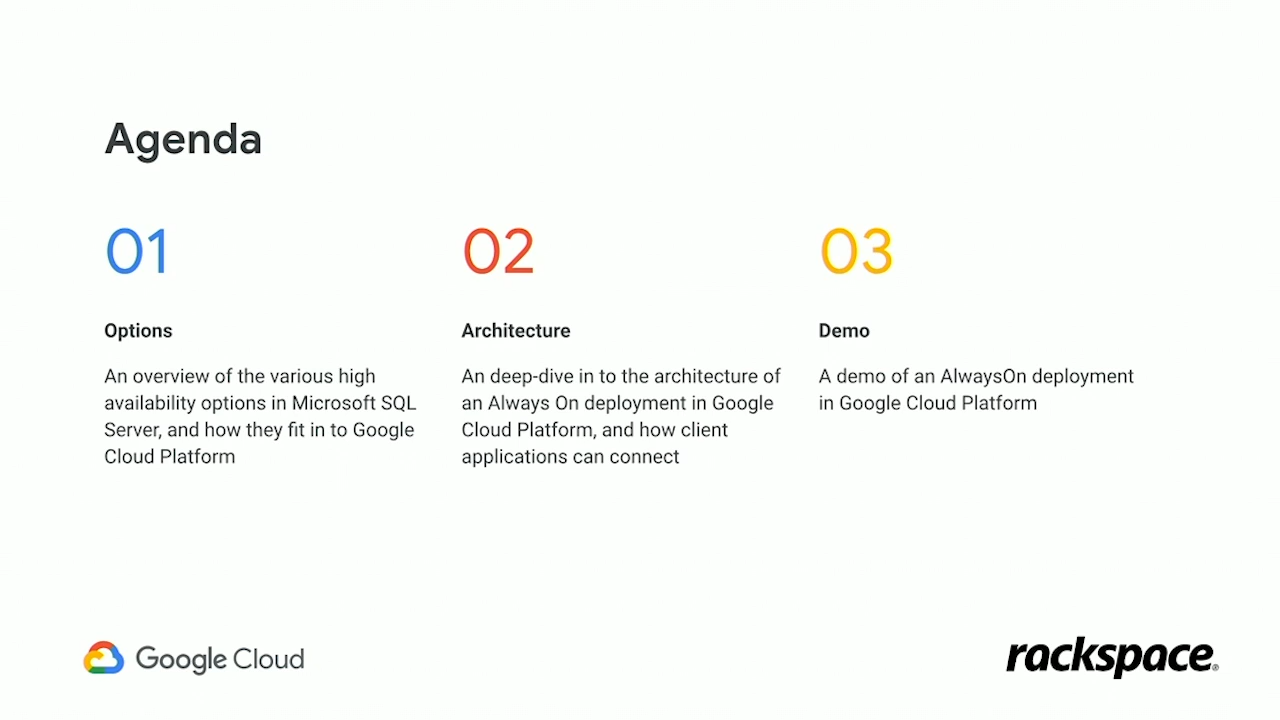 Agenda
01
Options
An overview of the various high
availability options in Microsoft SQL
Server, and how they fit in to Google
Cloud Platform
02
Architecture
An deep-dive in to the architecture of
an Always On deployment in Google
Cloud Platform, and how client
applications can connect
03
Demo
A demo of an AlwaysOn deployment
in Google Cloud Platform
Google Cloud
rackspace®